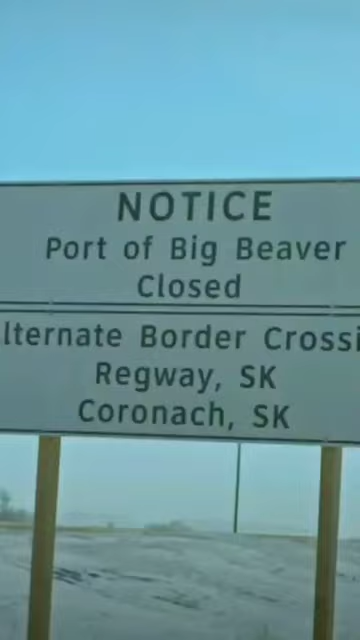 NOTICE
Port of Big Beaver
Closed
lternate Border Crossi
Regway, SK
Coronach, SK